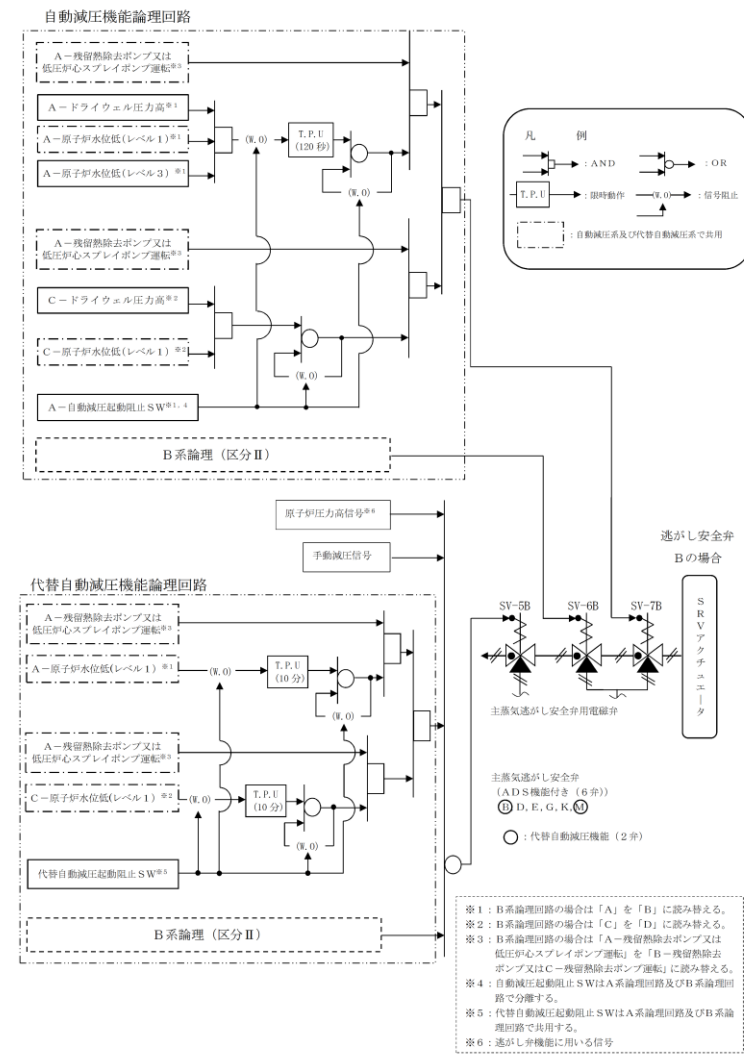 自動減圧機能論理回路
A-残留熱除去ポンプ又は
低圧炉心スプレイポンプ運転※3
A-ドライウェル圧力高※1
A-原子炉水位低(レベル1)※1
A-原子炉水位低(レベル3)※1
(W.O)
T.P.U
(120秒)
(W.O)
A-残留熱除去ポンプ又は
低圧炉心スプレイポンプ運転※3
C-ドライウェル圧力高※2
C-原子炉水位低(レベル1)※2
(W.O)
A-自動減圧起動阻止SW※1,4
B系論理(区分Ⅱ)
凡 例
:AND
:OR
T.P.U
:限時動作
(W.O)
:信号阻止
:自動減圧系及び代替自動減圧系で共用
原子炉圧力高信号※6
手動減圧信号
代替自動減圧機能論理回路
A-残留熱除去ポンプ又は
低圧炉心スプレイポンプ運転※3
A-原子炉水位低(レベル1)※1
(W.O)
T.P.U
(10分)
(W.O)
A-残留熱除去ポンプ又は
低圧炉心スプレイポンプ運転※3
C-原子炉水位低(レベル1)※2
(W.O)
T.P.U
(10分)
(W.O)
代替自動減圧起動阻止SW※5
B系論理(区分Ⅱ)
逃がし安全弁
Bの場合
SV-5B
SV-6B
SV-7B
SRVアクチュエータ
主蒸気逃がし安全弁用電磁弁
主蒸気逃がし安全弁
(ADS機能付き(6弁))
B D, E, G, K, M
:代替自動減圧機能(2弁)
※1:B系論理回路の場合は「A」を「B」に読み替える。
※2:B系論理回路の場合は「C」を「D」に読み替える。
※3:B系論理回路の場合は「A-残留熱除去ポンプ又は
低圧炉心スプレイポンプ運転」を「B-残留熱除去
ポンプ又はC-残留熱除去ポンプ運転」に読み替える。
※4:自動減圧起動阻止SWはA系論理回路及びB系論理回
路で分離する。
※5:代替自動減圧起動阻止SWはA系論理回路及びB系論
理回路で共用する。
※6:逃がし弁機能に用いる信号